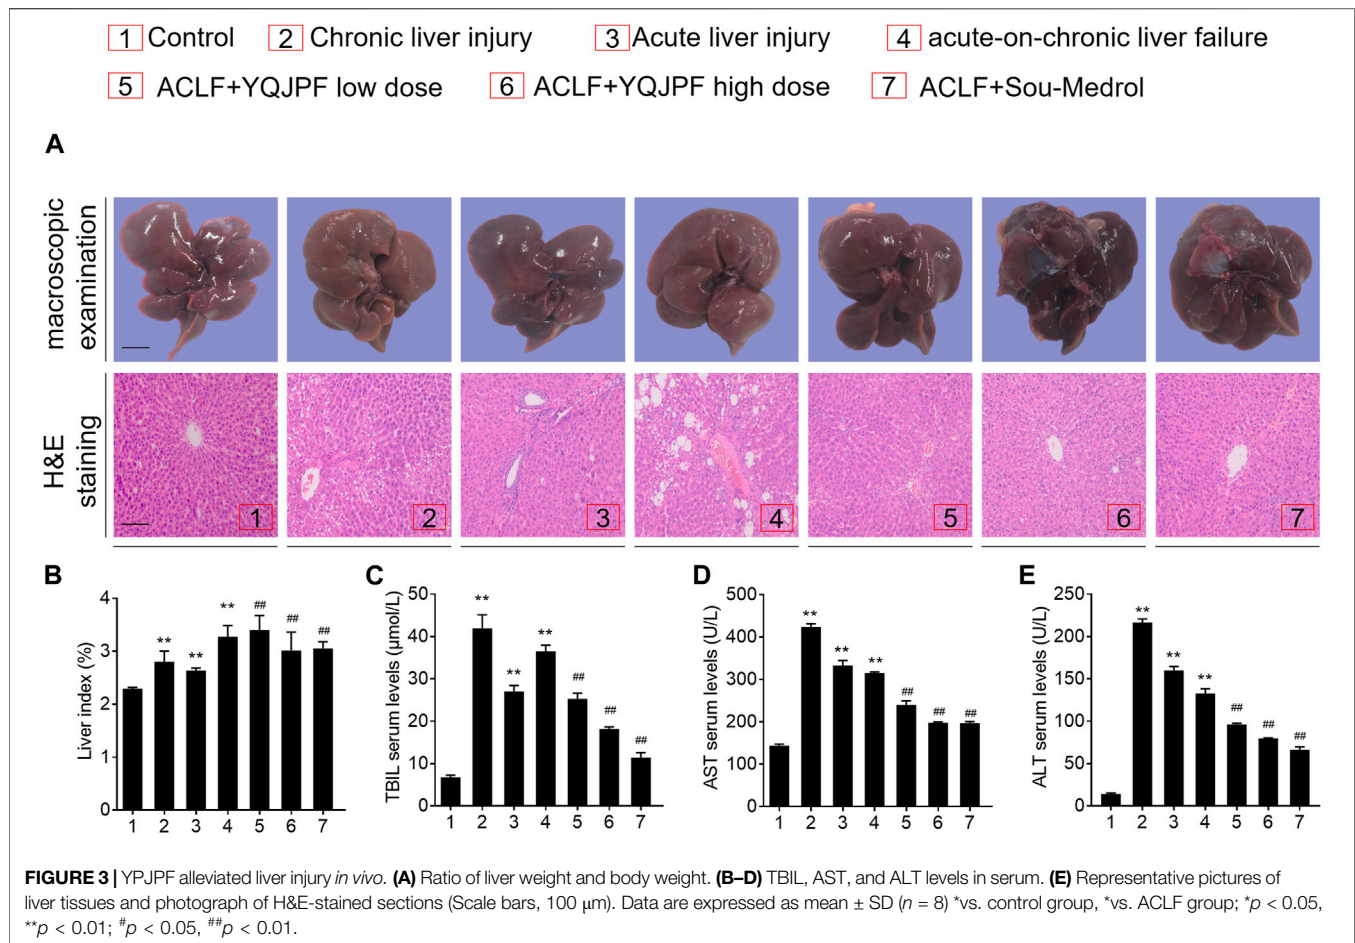 1 Control 2 Chronic liver injury 3 Acute liver injury 4 acute-on-chronic liver failure
5 ACLF+YQJPF low dose 6 ACLF+YQJPF high dose 7 ACLF+Sou-Medrol
A
macroscopic
examination
H&E
staining
1 2 3 4 5 6 7
B
Liver index (%)
4
3
2
1
0
** ** ** ## ## ##
1 2 3 4 5 6 7
C
TBIL serum levels (μmol/L)
50
40
30
20
10
0
** ** ** ## ## ##
1 2 3 4 5 6 7
D
AST serum levels (U/L)
500
400
300
200
100
0
** ** ** ## ## ##
1 2 3 4 5 6 7
E
ALT serum levels (U/L)
250
200
150
100
50
0
** ** ** ## ## ##
1 2 3 4 5 6 7
FIGURE 3 | YPJPF alleviated liver injury in vivo. (A) Ratio of liver weight and body weight. (B–D) TBIL, AST, and ALT levels in serum. (E) Representative pictures of
liver tissues and photograph of H&E-stained sections (Scale bars, 100 μm). Data are expressed as mean ± SD (n = 8) *vs. control group, *vs. ACLF group; *p < 0.05,
**p < 0.01; #p < 0.05, ##p < 0.01.